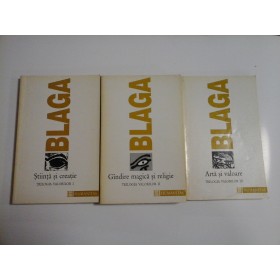 BLAGA
Știință și creație
TRILOGIA VALORILOR I
BLAGA
Gîndire magică și religie
TRILOGIA VALORILOR II
BLAGA
Artă și valoare
TRILOGIA VALORILOR III